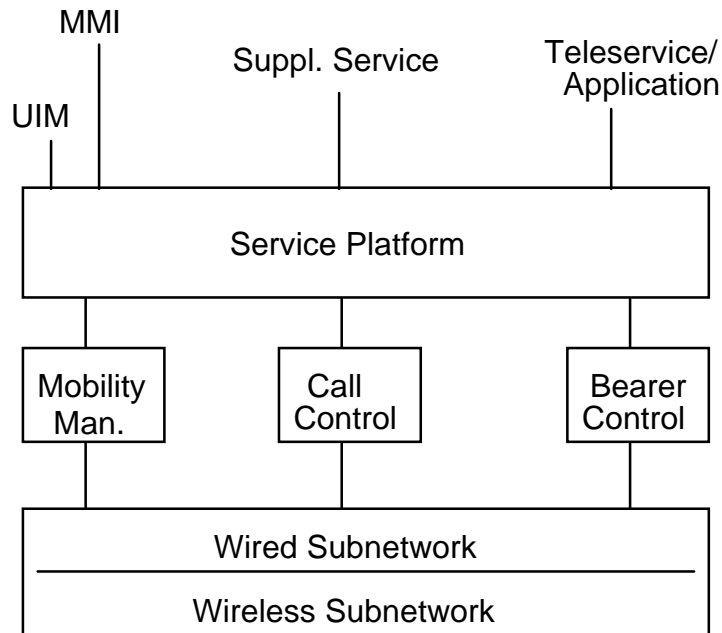 MMI
Suppl. Service
Teleservice/
Application
UIM
Service Platform
Mobility
Man.
Call
Control
Bearer
Control
Wired Subnetwork
Wireless Subnetwork